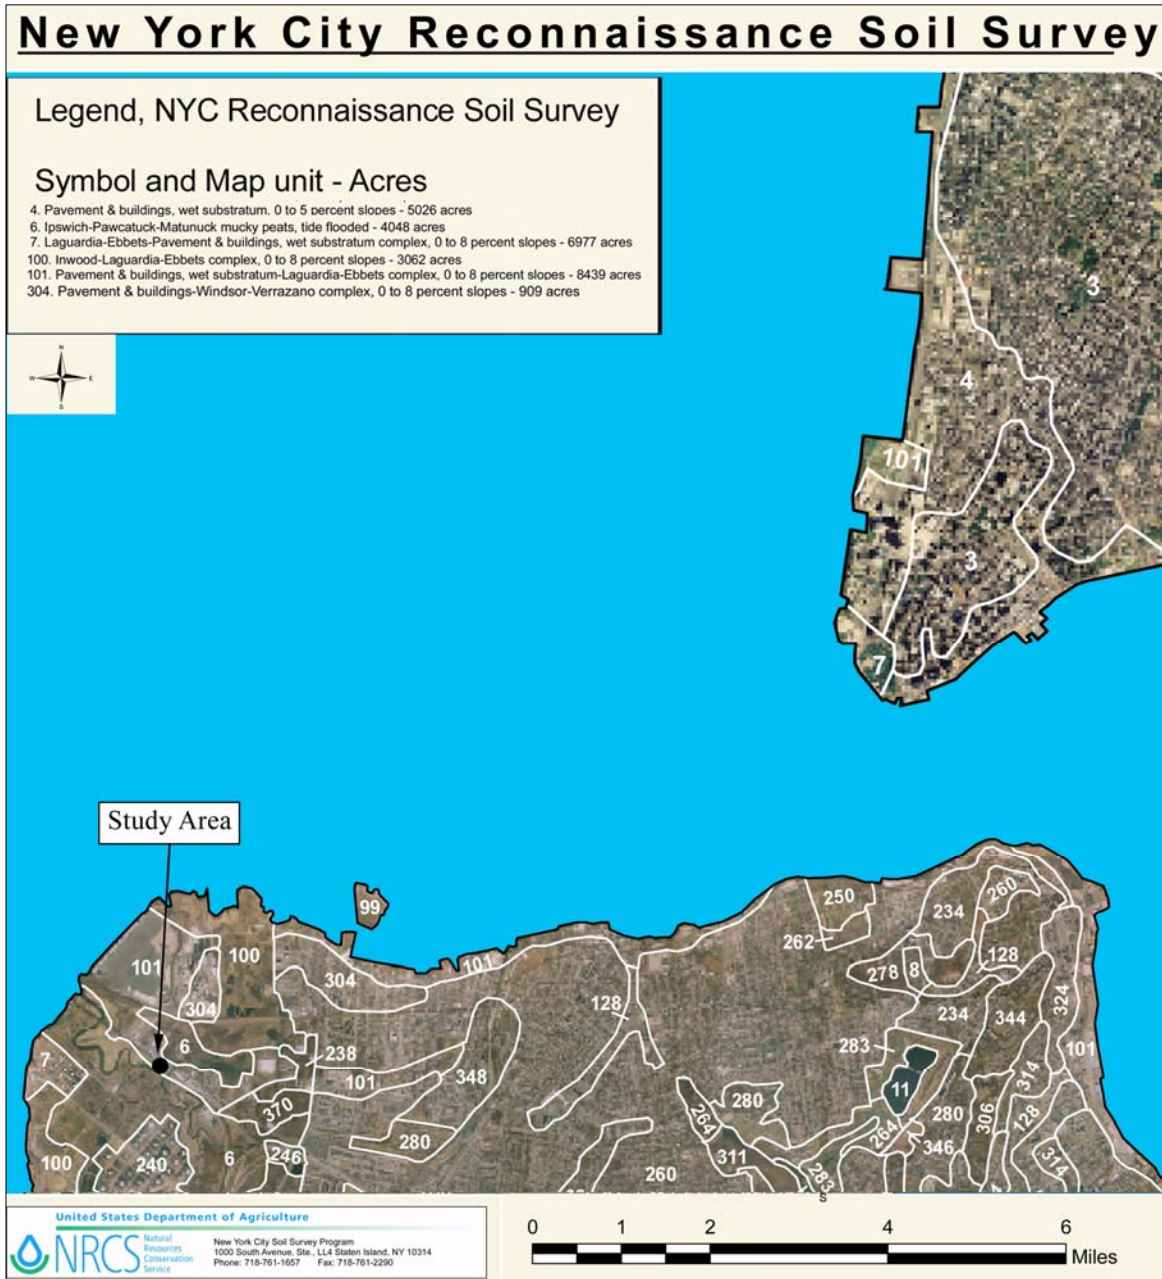 New York City Reconnaissance Soil Survey
Legend, NYC Reconnaissance Soil Survey
Symbol and Map unit - Acres
4. Pavement & buildings, wet substratum. 0 to 5 percent slopes - 5026 acres
6. Ipswich-Pawcatuck-Matunuck mucky peats, tide flooded - 4048 acres
7. Laguardia-Ebbets-Pavement & buildings, wet substratum complex, 0 to 8 percent slopes - 6977 acres
100. Inwood-Laguardia-Ebbets complex, 0 to 8 percent slopes - 3062 acres
101. Pavement & buildings, wet substratum-Laguardia-Ebbets complex, 0 to 8 percent slopes - 8439 acres
304. Pavement & buildings-Windsor-Verrazano complex, 0 to 8 percent slopes - 909 acres
N
W E
S
3
4
101
3
7
Study Area
99
250
260
234
262
100
101
101
304
278
8
128
304
128
234
344
324
6
238
283
101
7
101
348
11
314
370
280
280
264
280
306
128
264
346
314
100
240
6
246
260
311
283
S
United States Department of Agriculture
NRCS
Natural
Resources
Conservation
Service
New York City Soil Survey Program
1000 South Avenue, Ste., LL4 Staten Island, NY 10314
Phone: 718-761-1657 Fax: 718-761-2290
0 1 2 4 6
Miles